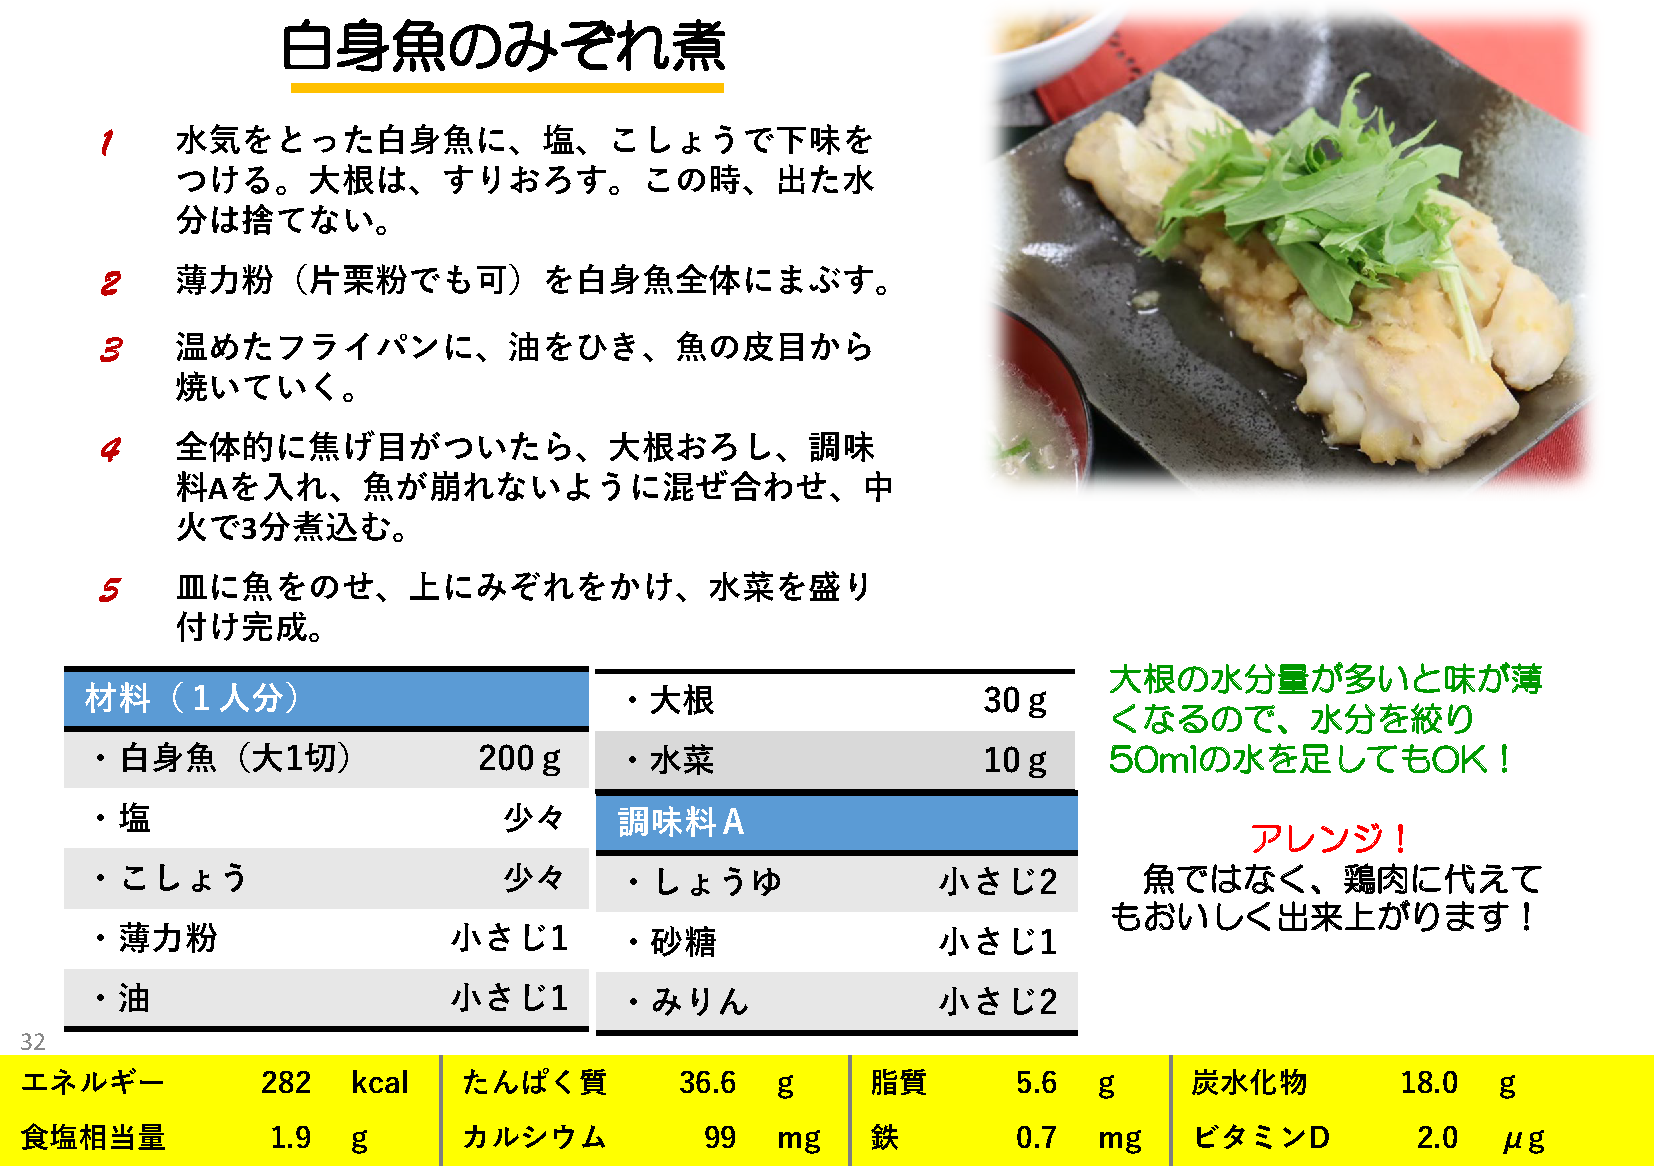 白身魚のみぞれ煮
1 水気をとった白身魚に、塩、こしょうで下味を
つける。大根は、すりおろす。この時、出た水
分は捨てない。
2 薄力粉（片栗粉でも可）を白身魚全体にまぶす。
3 温めたフライパンに、油をひき、魚の皮目から
焼いていく。
4 全体的に焦げ目がついたら、大根おろし、調味
料Aを入れ、魚が崩れないように混ぜ合わせ、中
火で3分煮込む。
5 皿に魚をのせ、上にみぞれをかけ、水菜を盛り
付け完成。
材料（１人分）
・白身魚（大1切） 200ｇ
・塩 少々
・こしょう 少々
・薄力粉 小さじ1
・油 小さじ1
・大根 30ｇ
・水菜 10ｇ
調味料Ａ
・しょうゆ 小さじ2
・砂糖 小さじ1
・みりん 小さじ2
大根の水分量が多いと味が薄
くなるので、水分を絞り
50mlの水を足してもOK！
アレンジ！
魚ではなく、鶏肉に代えて
もおいしく出来上がります！
32
エネルギー 282 kcal たんぱく質 36.6 g 脂質 5.6 g 炭水化物 18.0 g
食塩相当量 1.9 g カルシウム 99 mg 鉄 0.7 mg ビタミンD 2.0 μg